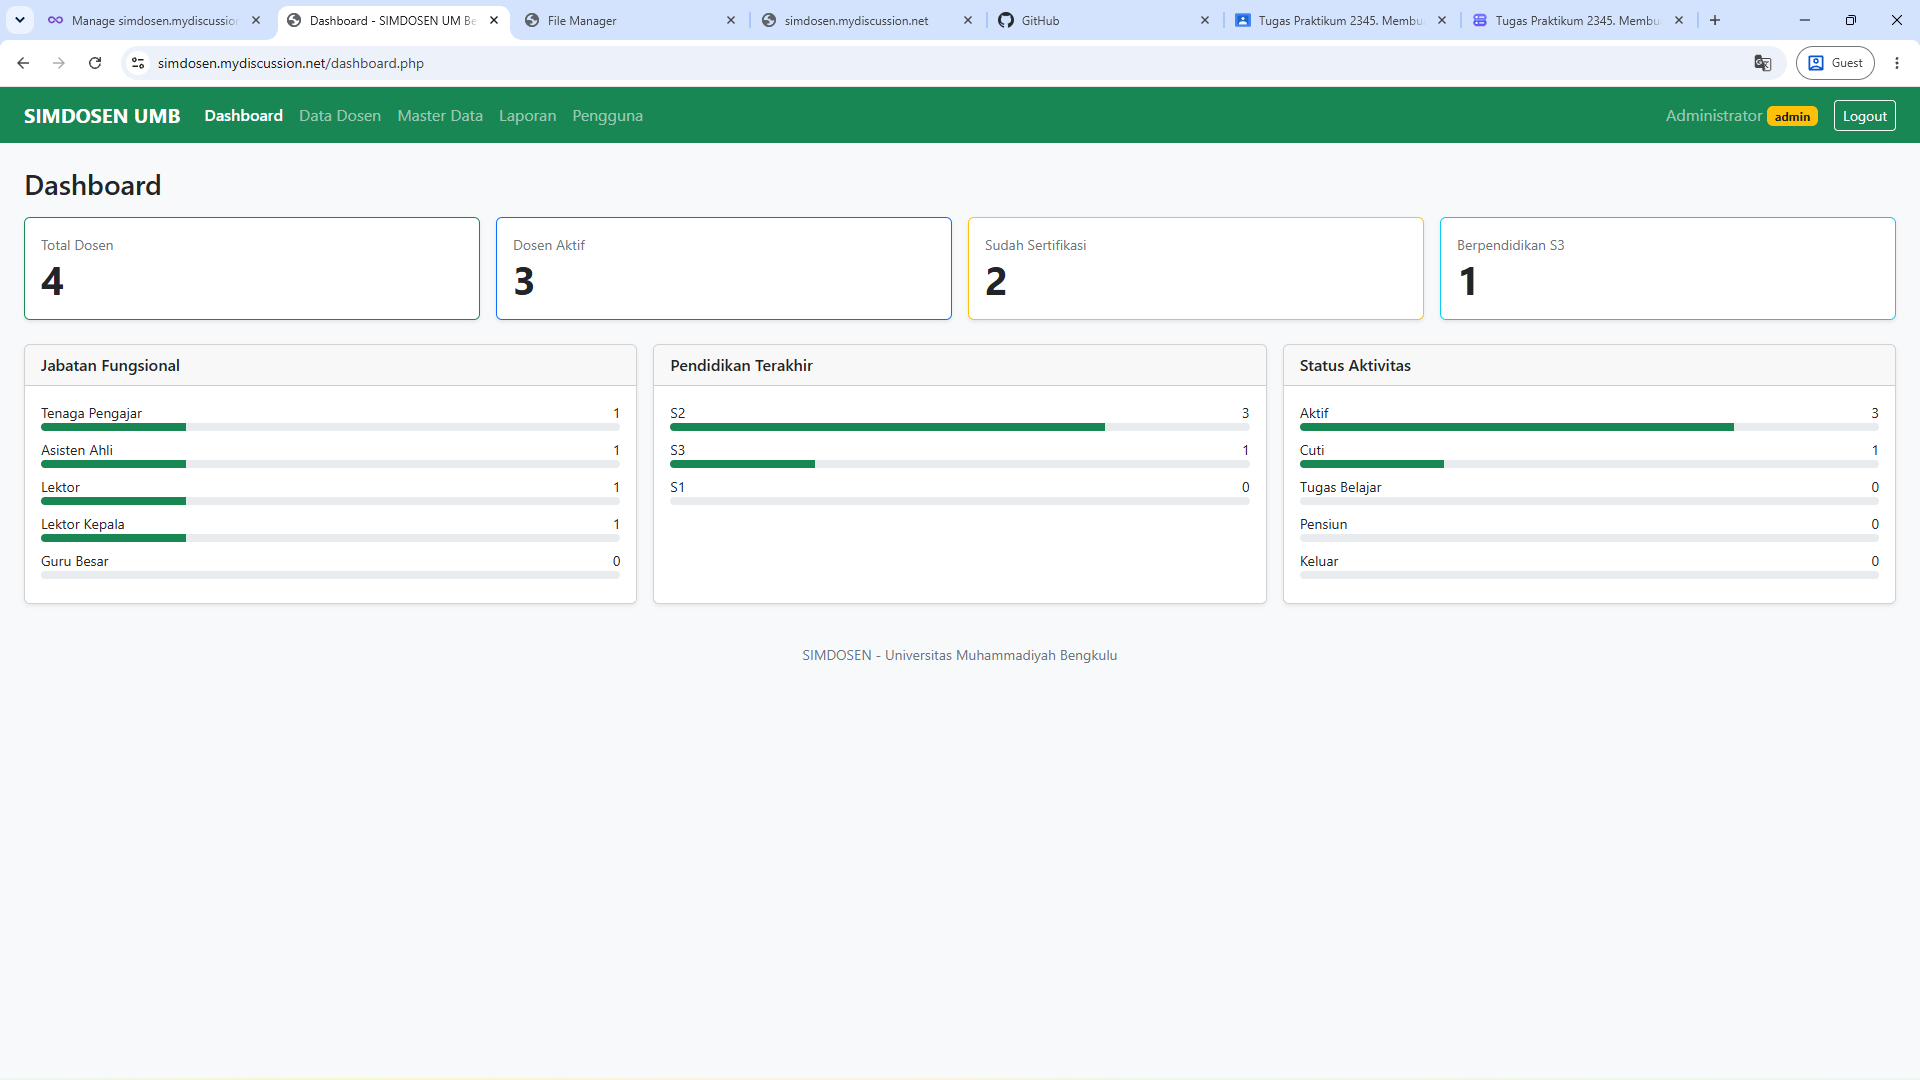 Manage simdosen.mydiscussion
Dashboard - SIMDOSEN UM Be
File Manager
simdosen.mydiscussion.net
GitHub
Tugas Praktikum 2345. Membu
Tugas Praktikum 2345. Membu
simdosen.mydiscussion.net/dashboard.php
Guest
SIMDOSEN UMB
Dashboard
Data Dosen
Master Data
Laporan
Pengguna
Administrator admin
Logout
Dashboard
Total Dosen
4
Dosen Aktif
3
Sudah Sertifikasi
2
Berpendidikan S3
1
Jabatan Fungsional
Tenaga Pengajar 1
Asisten Ahli 1
Lektor 1
Lektor Kepala 1
Guru Besar 0
Pendidikan Terakhir
S2 3
S3 1
S1 0
Status Aktivitas
Aktif 3
Cuti 1
Tugas Belajar 0
Pensiun 0
Keluar 0
SIMDOSEN - Universitas Muhammadiyah Bengkulu